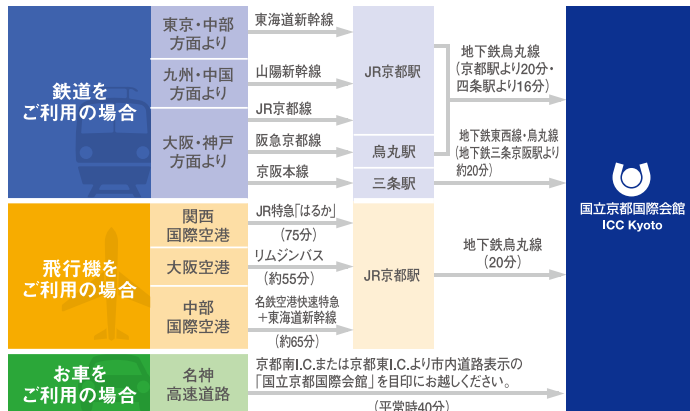 鉄道を
ご利用の場合
東京・中部
方面より
東海道新幹線
九州・中国
方面より
山陽新幹線
大阪・神戸
方面より
JR京都線
阪急京都線
京阪本線
JR京都駅
烏丸駅
三条駅
地下鉄烏丸線
(京都駅より20分・
四条駅より16分)
地下鉄東西線・烏丸線
(地下鉄三条京阪駅より
約20分)
飛行機を
ご利用の場合
関西
国際空港
JR特急「はるか」
(75分)
大阪空港
リムジンバス
(約55分)
中部
国際空港
名鉄空港快速特急
+東海道新幹線
(約65分)
JR京都駅
地下鉄烏丸線
(20分)
お車を
ご利用の場合
名神
高速道路
京都南I.C.または京都東I.C.より市内道路表示の
「国立京都国際会館」を目印にお越しください。
(平常時40分)
国立京都国際会館
ICC Kyoto